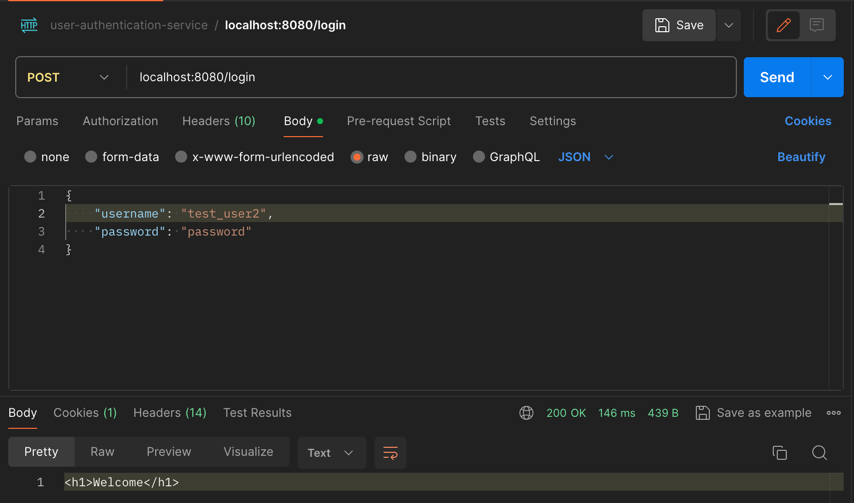 HTTP user-authentication-service / localhost:8080/login Save
POST localhost:8080/login Send
Params Authorization Headers (10) Body Pre-request Script Tests Settings Cookies
none form-data x-www-form-urlencoded raw binary GraphQL JSON Beautify
1 {
2 "username": "test_user2",
3 "password": "password"
4 }
Body Cookies (1) Headers (14) Test Results 200 OK 146 ms 439 B Save as example
Pretty Raw Preview Visualize Text
1 <h1>Welcome</h1>